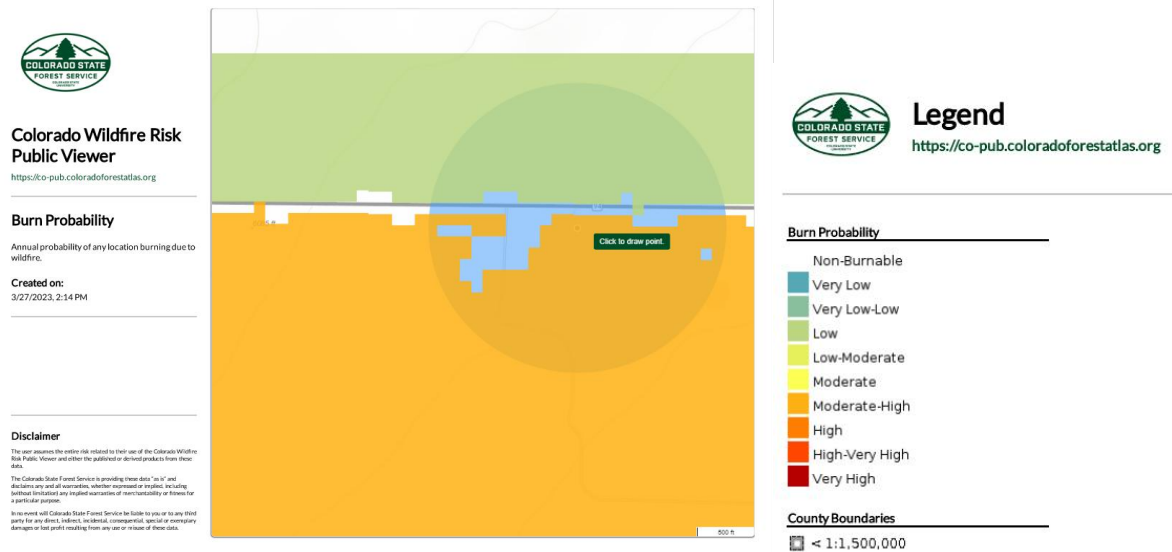 COLORADO STATE
FOREST SERVICE
Colorado Wildfire Risk
Public Viewer
https://co-pub.coloradoforestatlas.org
Burn Probability
Annual probability of any location burning due to
wildfire.
Created on:
3/27/2023, 2:14 PM
Disclaimer
The user assumes the entire risk related to their use of the Colorado Wildfire
Risk Public Viewer and either the published or derived products from these
data.
The Colorado State Forest Service is providing these data "as is" and
disclaims any and all warranties, whether expressed or implied, including
(without limitation) any implied warranties of merchantability or fitness for
a particular purpose.
In no event will Colorado State Forest Service be liable to you or to any third
party for any direct, indirect, incidental, consequential, special or exemplary
damages or lost profit resulting from any use or misuse of these data.
Click to draw point.
500 ft
COLORADO STATE
FOREST SERVICE
Legend
https://co-pub.coloradoforestatlas.org
Burn Probability
Non-Burnable
Very Low
Very Low-Low
Low
Low-Moderate
Moderate
Moderate-High
High
High-Very High
Very High
County Boundaries
< 1:1,500,000